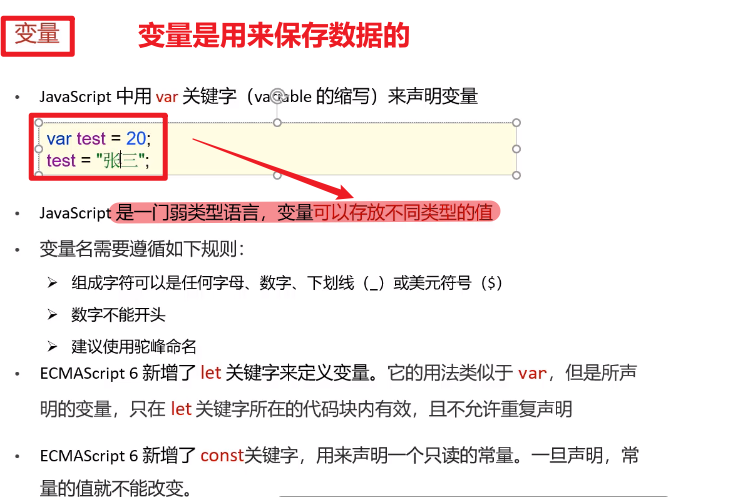 变量
变量是用来保存数据的
JavaScript 中用 var 关键字（variable 的缩写）来声明变量
var test = 20;
test = "张三";
JavaScript 是一门弱类型语言，变量可以存放不同类型的值
变量名需要遵循如下规则：
组成字符可以是任何字母、数字、下划线（_）或美元符号（$）
数字不能开头
建议使用驼峰命名
ECMAScript 6 新增了 let 关键字来定义变量。它的用法类似于 var，但是所声
明的变量，只在 let 关键字所在的代码块内有效，且不允许重复声明
ECMAScript 6 新增了 const关键字，用来声明一个只读的常量。一旦声明，常
量的值就不能改变。